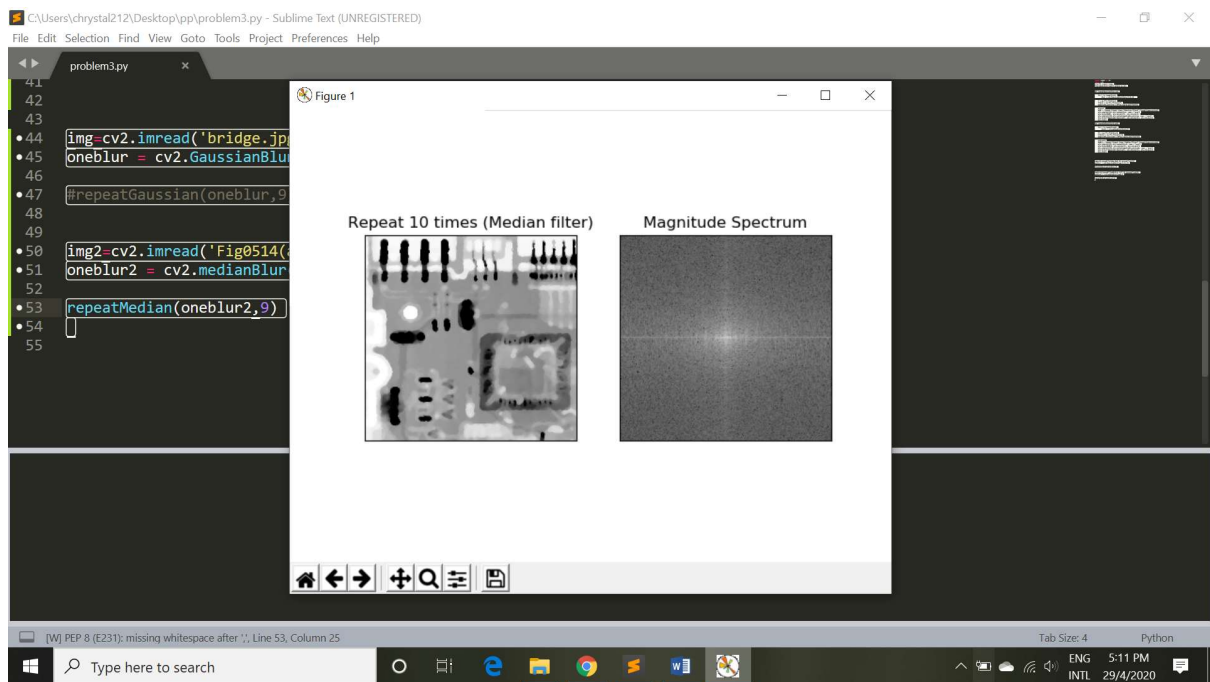 C:\Users\chrystal212\Desktop\pp\problem3.py - Sublime Text (UNREGISTERED)
File Edit Selection Find View Goto Tools Project Preferences Help
problem3.py ×
41
42
43
44 img=cv2.imread('bridge.jpg
45 oneblur = cv2.GaussianBlu
46
47 #repeatGaussian(oneblur,9
48
49
50 img2=cv2.imread('Fig0514(a
51 oneblur2 = cv2.medianBlur
52
53 repeatMedian(oneblur2,9)
54
55
Figure 1
Repeat 10 times (Median filter) Magnitude Spectrum
[W] PEP 8 (E231): missing whitespace after ',', Line 53, Column 25 Tab Size: 4 Python
Type here to search
ENG 5:11 PM
INTL 29/4/2020